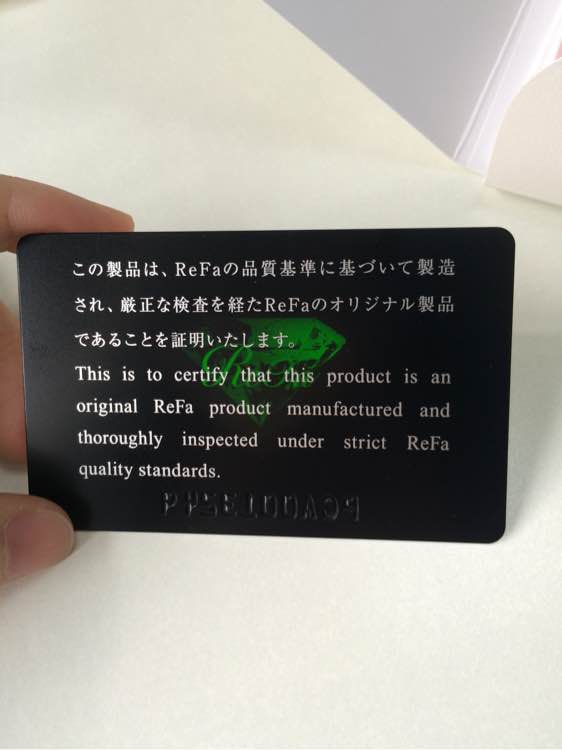 この製品は、ReFaの品質基準に基づいて製造
され、厳正な検査を経たReFaのオリジナル製品
であることを証明いたします。
This is to certify that this product is an
original ReFa product manufactured and
thoroughly inspected under strict ReFa
quality standards.